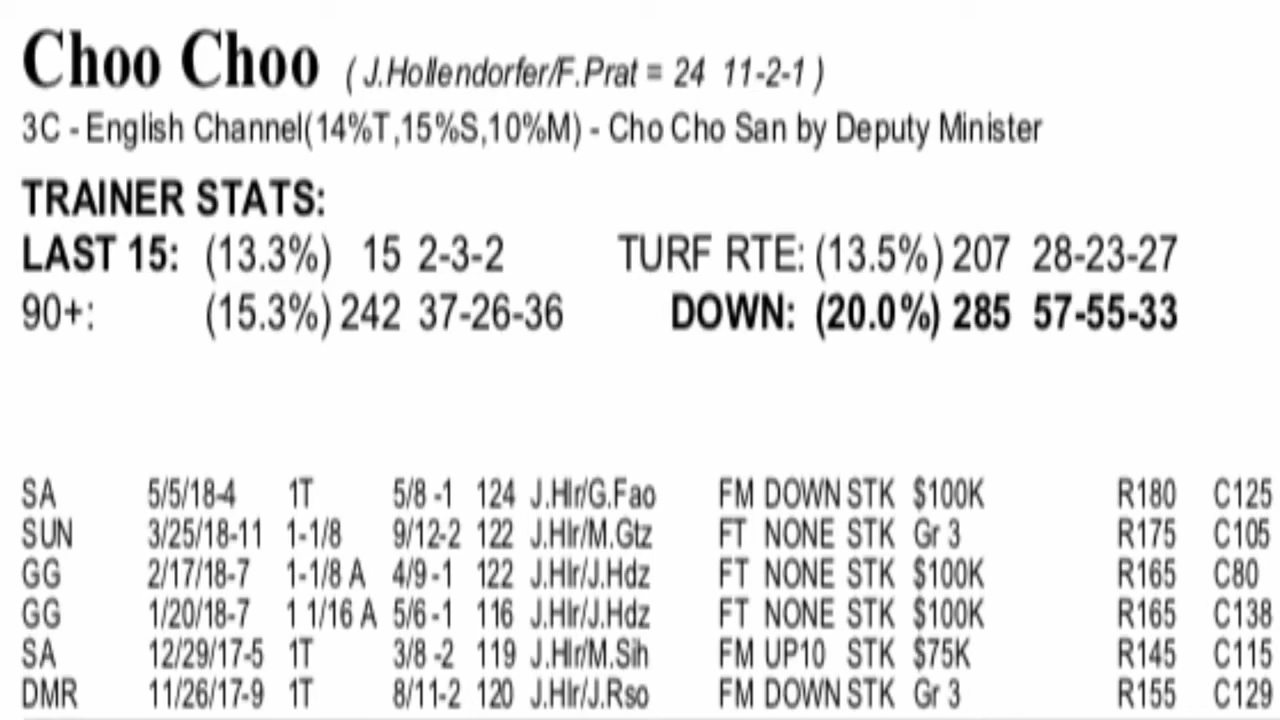 Choo Choo ( J.Hollendorfer/F.Prat = 24 11-2-1 )
3C - English Channel(14%T,15%S,10%M) - Cho Cho San by Deputy Minister
TRAINER STATS:
LAST 15: (13.3%) 15 2-3-2 TURF RTE: (13.5%) 207 28-23-27
90+: (15.3%) 242 37-26-36 DOWN: (20.0%) 285 57-55-33
SA 5/5/18-4 1T 5/8 -1 124 J.Hlr/G.Fao FM DOWN STK $100K R180 C125
SUN 3/25/18-11 1-1/8 9/12-2 122 J.Hlr/M.Gtz FT NONE STK Gr 3 R175 C105
GG 2/17/18-7 1-1/8 A 4/9 -1 122 J.Hlr/J.Hdz FT NONE STK $100K R165 C80
GG 1/20/18-7 1 1/16 A 5/6 -1 116 J.Hlr/J.Hdz FT NONE STK $100K R165 C138
SA 12/29/17-5 1T 3/8 -2 119 J.Hlr/M.Sih FM UP10 STK $75K R145 C115
DMR 11/26/17-9 1T 8/11-2 120 J.Hlr/J.Rso FM DOWN STK Gr 3 R155 C129